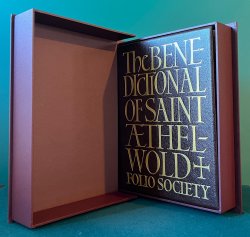 The BENE
DICTIONAL
OF SAINT
ÆTHEL-
WOLD+
FOLIO SOCIETY